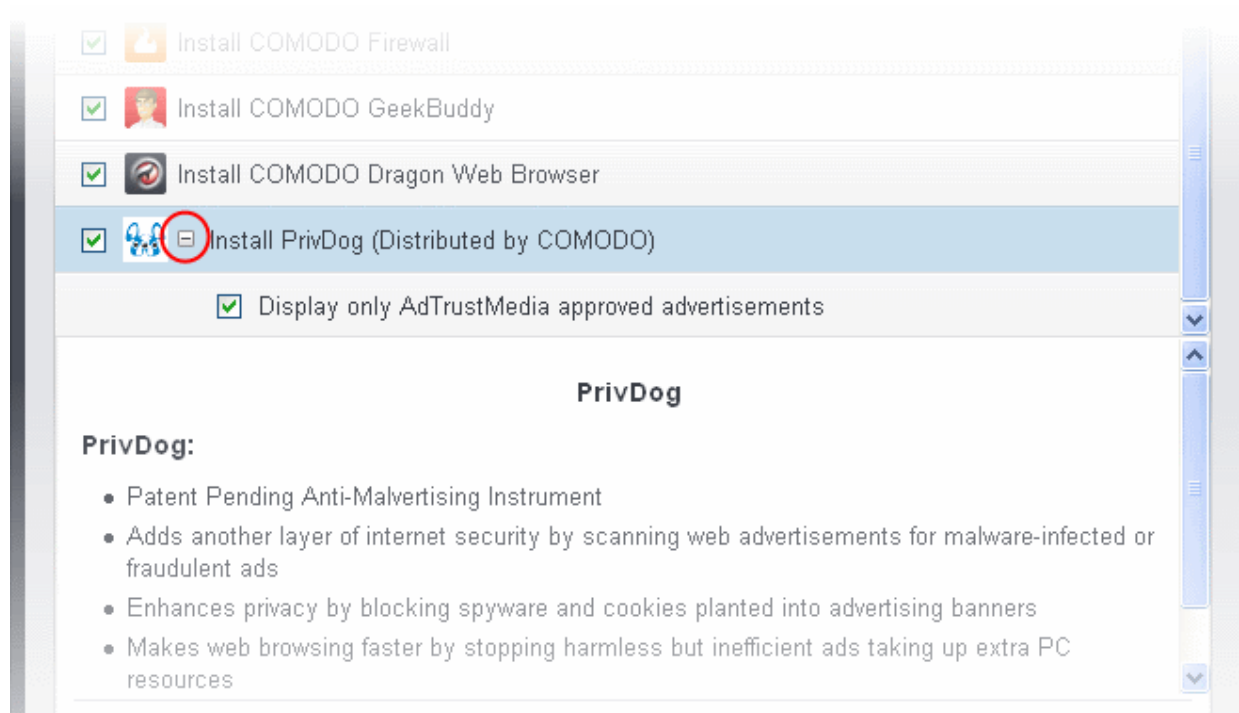 Install COMODO Firewall
Install COMODO GeekBuddy
Install COMODO Dragon Web Browser
Install PrivDog (Distributed by COMODO)
Display only AdTrustMedia approved advertisements
PrivDog
PrivDog:
• Patent Pending Anti-Malvertising Instrument
• Adds another layer of internet security by scanning web advertisements for malware-infected or
fraudulent ads
• Enhances privacy by blocking spyware and cookies planted into advertising banners
• Makes web browsing faster by stopping harmless but inefficient ads taking up extra PC
resources